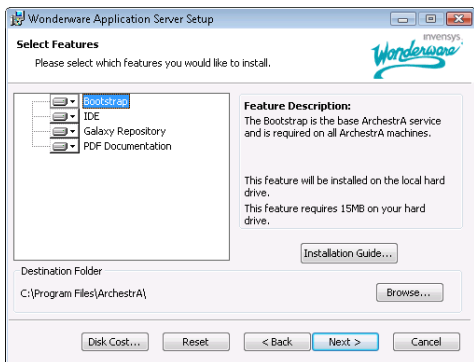 Wonderware Application Server Setup
Select Features
Please select which features you would like to install.
invensys.
Wonderware
Bootstrap
IDE
Galaxy Repository
PDF Documentation
Feature Description:
The Bootstrap is the base ArchestrA service
and is required on all ArchestrA machines.
This feature will be installed on the local hard
drive.
This feature requires 15MB on your hard
drive.
Installation Guide...
Destination Folder
C:\Program Files\ArchestrA\
Browse...
Disk Cost...
Reset
< Back
Next >
Cancel